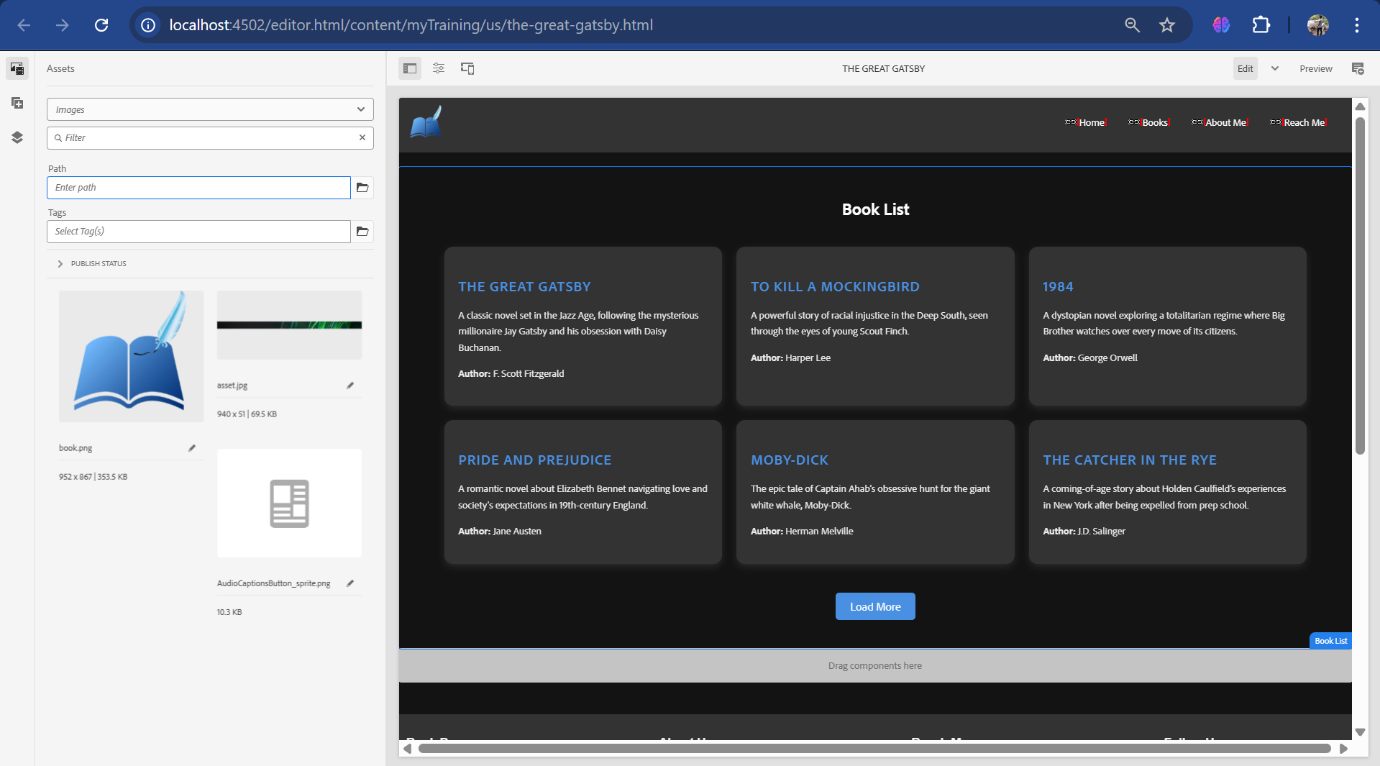 localhost:4502/editor.html/content/myTraining/us/the-great-gatsby.html
Assets
Images
Filter
Path
Enter path
Tags
Select Tag(s)
PUBLISH STATUS
book.png
952 x 867 | 353.5 KB
asset.jpg
940 x 51 | 69.5 KB
AudioCaptionsButton_sprite.png
10.3 KB
THE GREAT GATSBY
Edit
Preview
Home
Books
About Me
Reach Me
Book List
THE GREAT GATSBY
A classic novel set in the Jazz Age, following the mysterious
millionaire Jay Gatsby and his obsession with Daisy
Buchanan.
Author: F. Scott Fitzgerald
TO KILL A MOCKINGBIRD
A powerful story of racial injustice in the Deep South, seen
through the eyes of young Scout Finch.
Author: Harper Lee
1984
A dystopian novel exploring a totalitarian regime where Big
Brother watches over every move of its citizens.
Author: George Orwell
PRIDE AND PREJUDICE
A romantic novel about Elizabeth Bennet navigating love and
society's expectations in 19th-century England.
Author: Jane Austen
MOBY-DICK
The epic tale of Captain Ahab's obsessive hunt for the giant
white whale, Moby-Dick.
Author: Herman Melville
THE CATCHER IN THE RYE
A coming-of-age story about Holden Caulfield's experiences
in New York after being expelled from prep school.
Author: J.D. Salinger
Load More
Book List
Drag components here